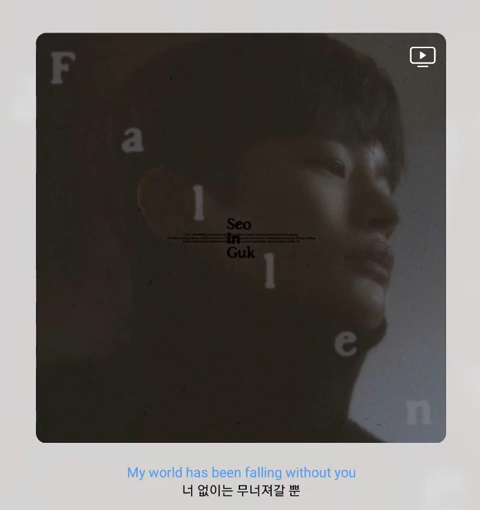 Fallen
Seo
In
Guk
My world has been falling without you
너 없이는 무너져갈 뿐